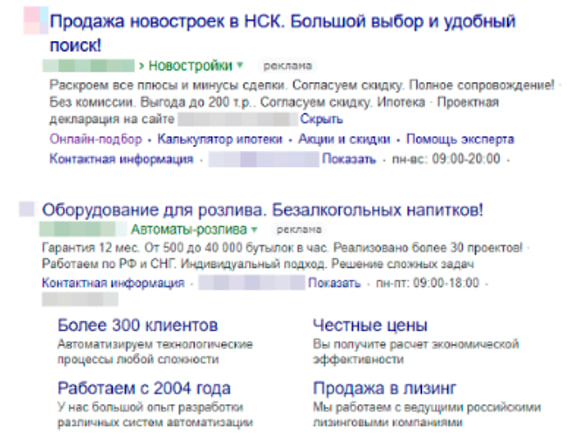 Продажа новостроек в НСК. Большой выбор и удобный
поиск!
› Новостройки ▾ реклама
Раскроем все плюсы и минусы сделки. Согласуем скидку. Полное сопровождение! ·
Без комиссии. Выгода до 200 т.р.. Согласуем скидку. Ипотека · Проектная
декларация на сайте Скрыть
Онлайн-подбор · Калькулятор ипотеки · Акции и скидки · Помощь эксперта
Контактная информация · Показать · пн-вс: 09:00-20:00 ·
Оборудование для розлива. Безалкогольных напитков!
Автоматы-розлива ▾ реклама
Гарантия 12 мес. От 500 до 40 000 бутылок в час. Реализовано более 30 проектов! ·
Работаем по РФ и СНГ. Индивидуальный подход. Решение сложных задач
Контактная информация · Показать · пн-пт: 09:00-18:00 ·
Более 300 клиентов
Автоматизируем технологические
процессы любой сложности
Честные цены
Вы получите расчет экономической
эффективности
Работаем с 2004 года
У нас большой опыт разработки
различных систем автоматизации
Продажа в лизинг
Мы работаем с ведущими российскими
лизинговыми компаниями